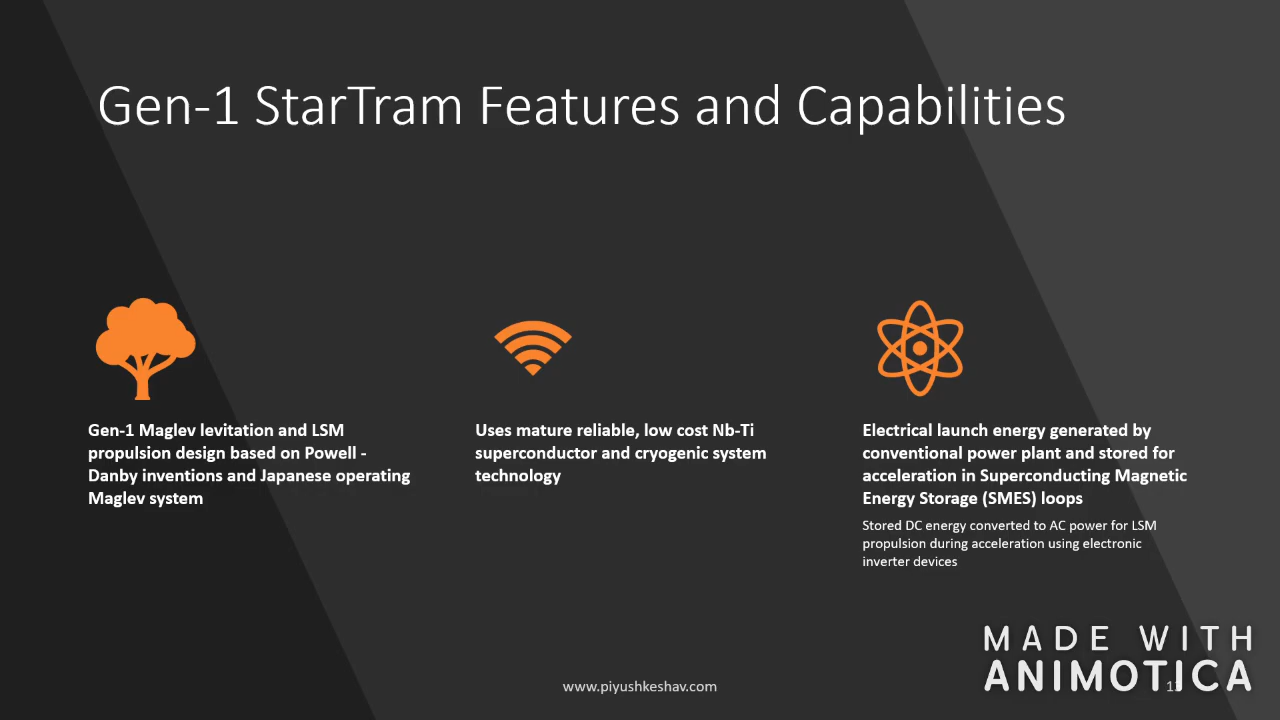 Gen-1 StarTram Features and Capabilities
Gen-1 Maglev levitation and LSM
propulsion design based on Powell -
Danby inventions and Japanese operating
Maglev system
Uses mature reliable, low cost Nb-Ti
superconductor and cryogenic system
technology
Electrical launch energy generated by
conventional power plant and stored for
acceleration in Superconducting Magnetic
Energy Storage (SMES) loops
Stored DC energy converted to AC power for LSM
propulsion during acceleration using electronic
inverter devices
www.piyushkeshav.com
MADE WITH
ANIMOTICA